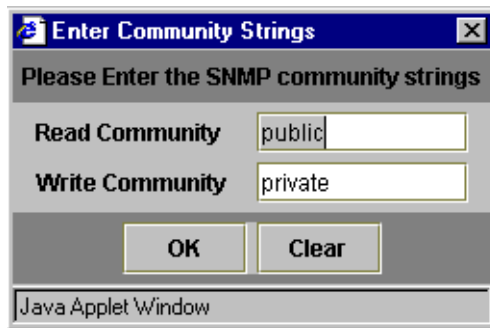 Enter Community Strings
Please Enter the SNMP community strings
Read Community public
Write Community private
OK Clear
Java Applet Window